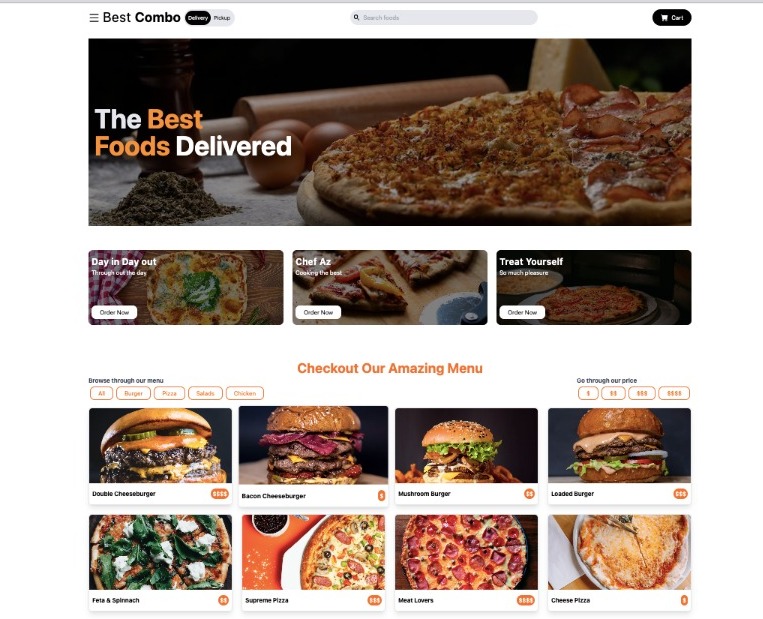 Best Combo Delivery Pickup Search foods Cart
The Best
Foods Delivered
Day in Day out
Through out the day
Order Now
Chef Az
Cooking the best
Order Now
Treat Yourself
So much pleasure
Order Now
Checkout Our Amazing Menu
Browse through our menu
All Burger Pizza Salads Chicken
Go through our price
$ $$ $$$ $$$$
Double Cheeseburger $$$$
Bacon Cheeseburger $
Mushroom Burger $$
Loaded Burger $$$
Feta & Spinnach $$
Supreme Pizza $$$
Meat Lovers $$$$
Cheese Pizza $